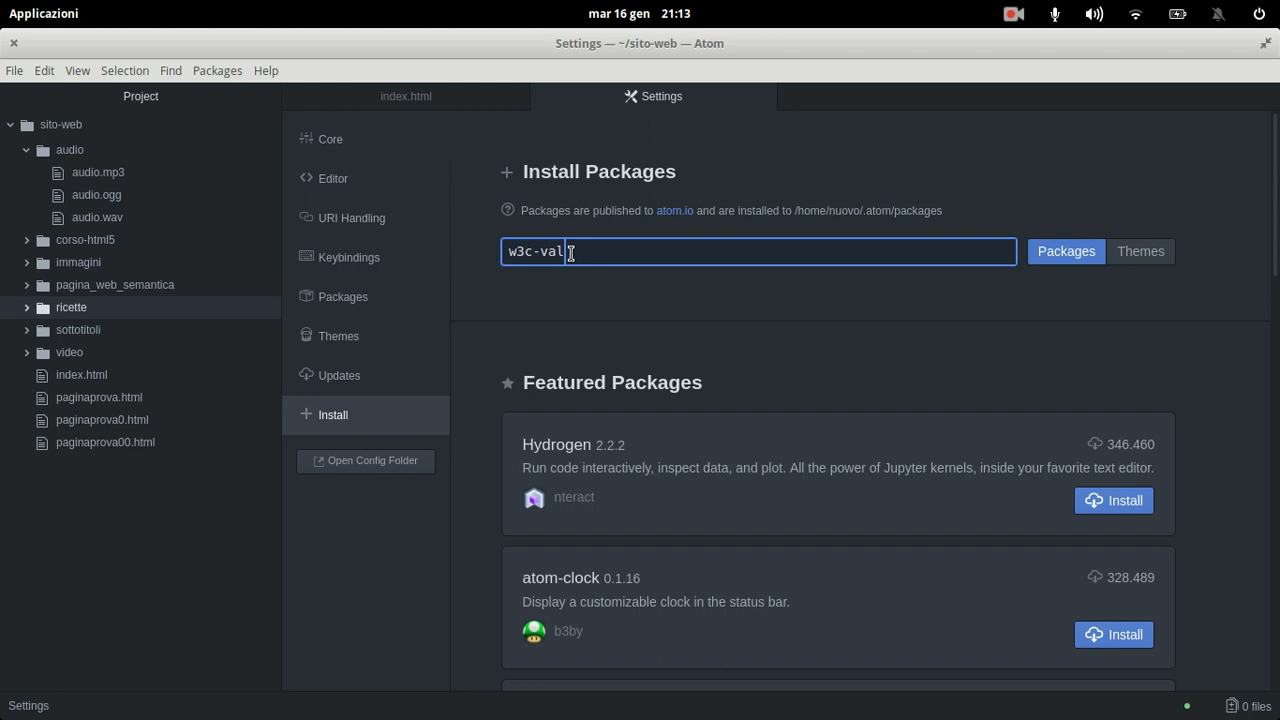 Applicazioni
mar 16 gen 21:13
Settings — ~/sito-web — Atom
File Edit View Selection Find Packages Help
Project
index.html
Settings
sito-web
audio
audio.mp3
audio.ogg
audio.wav
corso-html5
immagini
pagina_web_semantica
ricette
sottotitoli
video
index.html
paginaprova.html
paginaprova0.html
paginaprova00.html
Core
Editor
URI Handling
Keybindings
Packages
Themes
Updates
Install
Open Config Folder
Install Packages
Packages are published to atom.io and are installed to /home/nuovo/.atom/packages
w3c-val
Packages Themes
Featured Packages
Hydrogen 2.2.2 346.460
Run code interactively, inspect data, and plot. All the power of Jupyter kernels, inside your favorite text editor.
nteract
Install
atom-clock 0.1.16 328.489
Display a customizable clock in the status bar.
b3by
Install
Settings
0 files